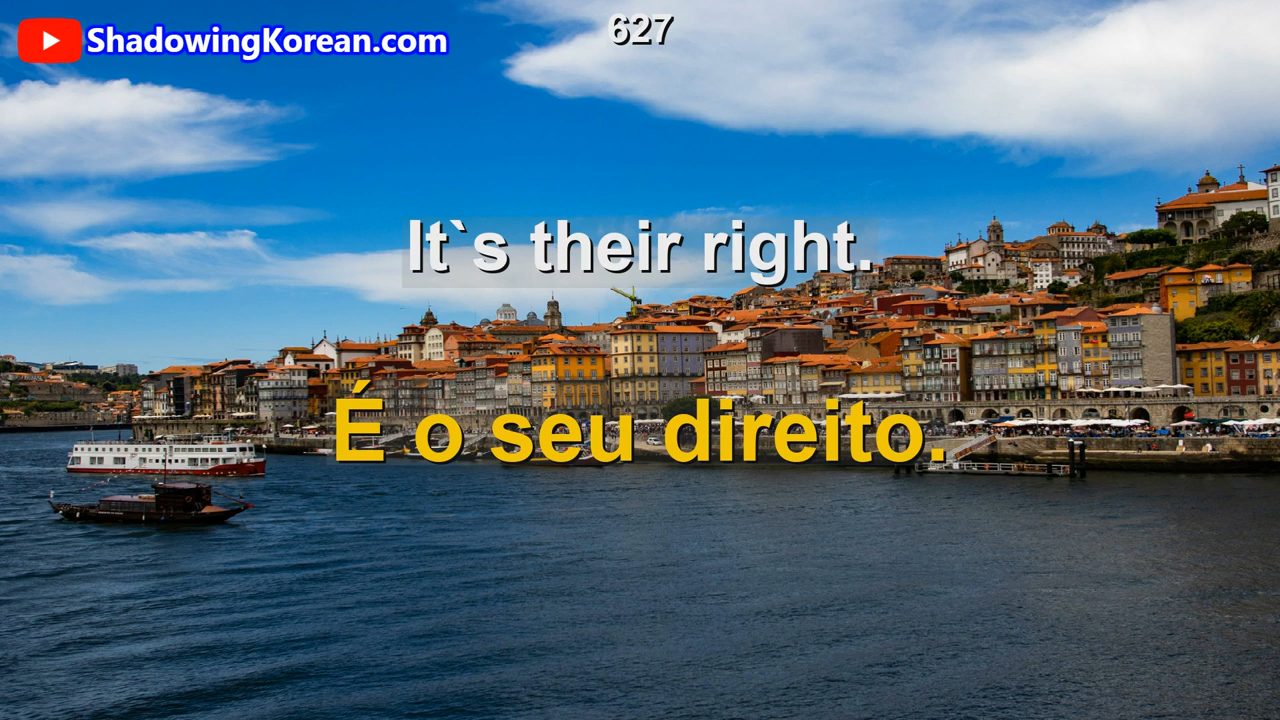 ShadowingKorean.com
627
It`s their right.
É o seu direito.